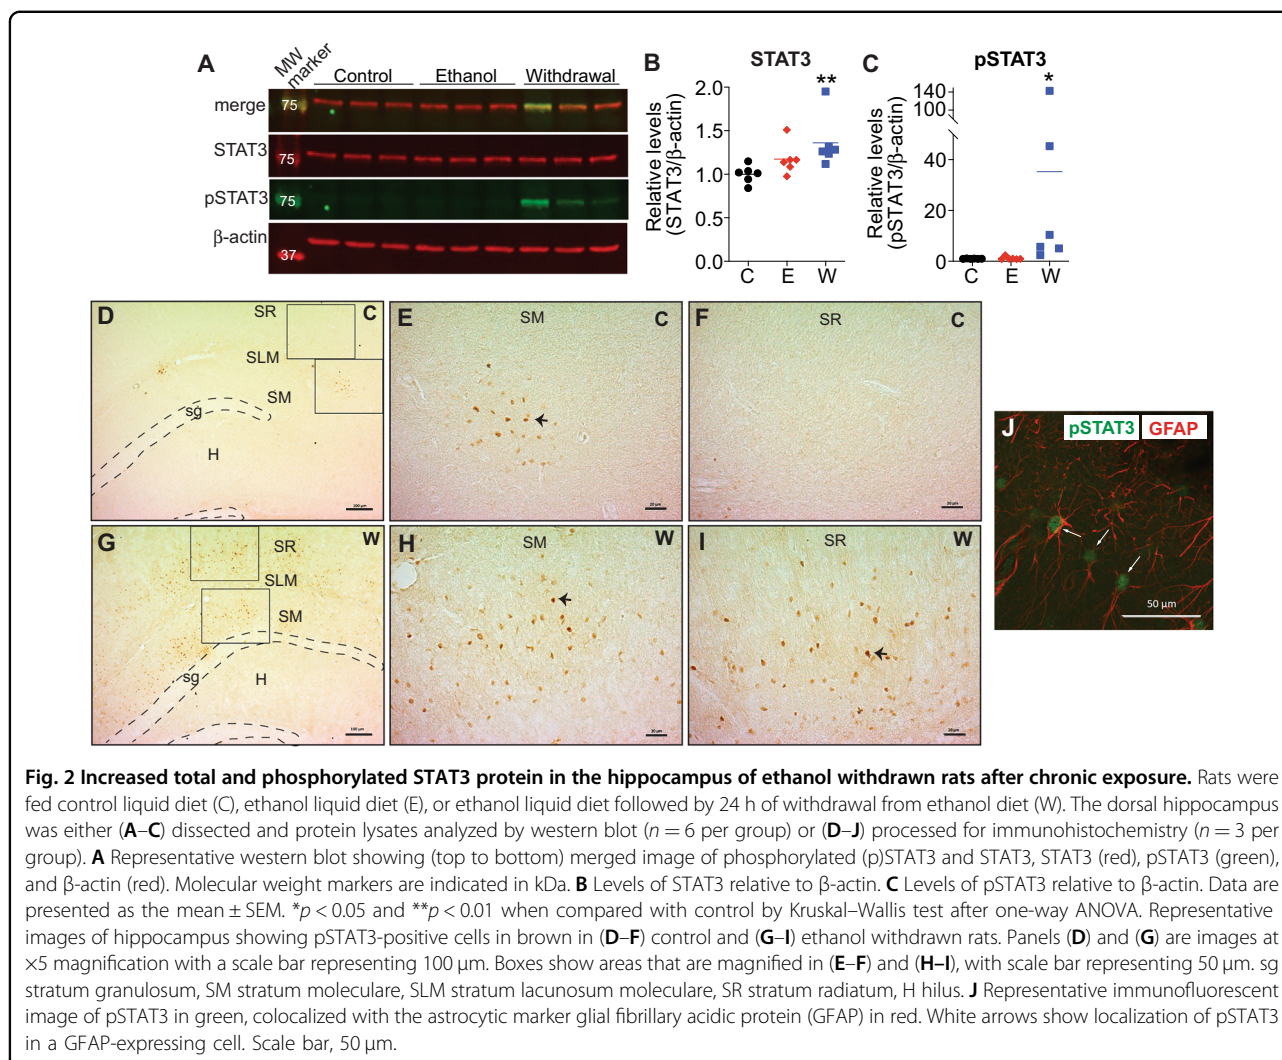 A
MW marker
Control Ethanol Withdrawal
merge
75
STAT3
75
pSTAT3
75
β-actin
37
B
STAT3
**
Relative levels
(STAT3/β-actin)
2.0
1.5
1.0
0.5
0.0
C E W
C
pSTAT3
*
Relative levels
(pSTAT3/β-actin)
140
100
40
20
0
C E W
D
SR
C
SLM
SM
sg
H
100 μm
E
SM
C
20 μm
F
SR
C
20 μm
G
SR
W
SLM
SM
sg
H
100 μm
H
SM
W
20 μm
I
SR
W
20 μm
J
pSTAT3 GFAP
50 μm
Fig. 2 Increased total and phosphorylated STAT3 protein in the hippocampus of ethanol withdrawn rats after chronic exposure. Rats were
fed control liquid diet (C), ethanol liquid diet (E), or ethanol liquid diet followed by 24 h of withdrawal from ethanol diet (W). The dorsal hippocampus
was either (A–C) dissected and protein lysates analyzed by western blot (n = 6 per group) or (D–J) processed for immunohistochemistry (n = 3 per
group). A Representative western blot showing (top to bottom) merged image of phosphorylated (p)STAT3 and STAT3, STAT3 (red), pSTAT3 (green),
and β-actin (red). Molecular weight markers are indicated in kDa. B Levels of STAT3 relative to β-actin. C Levels of pSTAT3 relative to β-actin. Data are
presented as the mean ± SEM. *p < 0.05 and **p < 0.01 when compared with control by Kruskal–Wallis test after one-way ANOVA. Representative
images of hippocampus showing pSTAT3-positive cells in brown in (D–F) control and (G–I) ethanol withdrawn rats. Panels (D) and (G) are images at
×5 magnification with a scale bar representing 100 μm. Boxes show areas that are magnified in (E–F) and (H–I), with scale bar representing 50 μm. sg
stratum granulosum, SM stratum moleculare, SLM stratum lacunosum moleculare, SR stratum radiatum, H hilus. J Representative immunofluorescent
image of pSTAT3 in green, colocalized with the astrocytic marker glial fibrillary acidic protein (GFAP) in red. White arrows show localization of pSTAT3
in a GFAP-expressing cell. Scale bar, 50 μm.